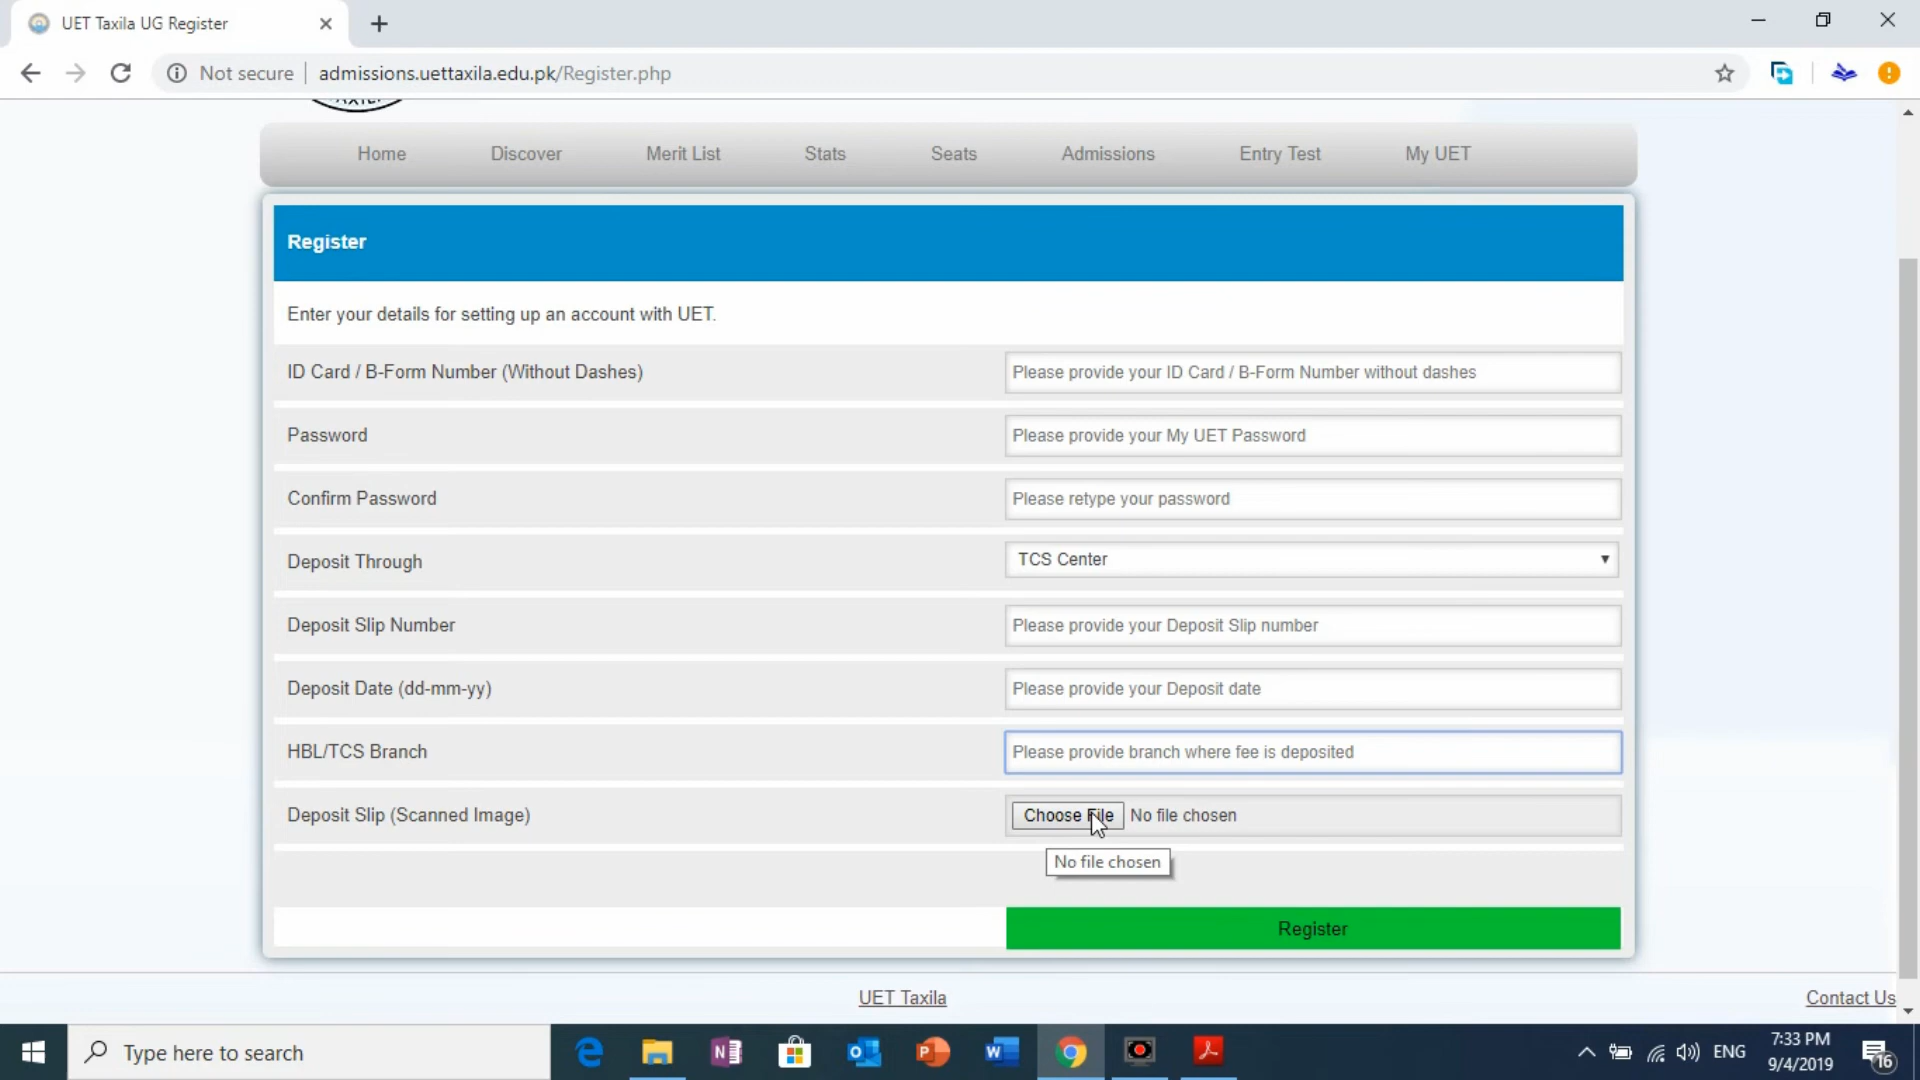 UET Taxila UG Register
Not secure
admissions.uettaxila.edu.pk/Register.php
TAXILA
Home Discover Merit List Stats Seats Admissions Entry Test My UET
Register
Enter your details for setting up an account with UET.
ID Card / B-Form Number (Without Dashes) Please provide your ID Card / B-Form Number without dashes
Password Please provide your My UET Password
Confirm Password Please retype your password
Deposit Through TCS Center
Deposit Slip Number Please provide your Deposit Slip number
Deposit Date (dd-mm-yy) Please provide your Deposit date
HBL/TCS Branch Please provide branch where fee is deposited
Deposit Slip (Scanned Image) Choose File No file chosen
No file chosen
Register
UET Taxila Contact Us
Type here to search
ENG
7:33 PM
9/4/2019
16